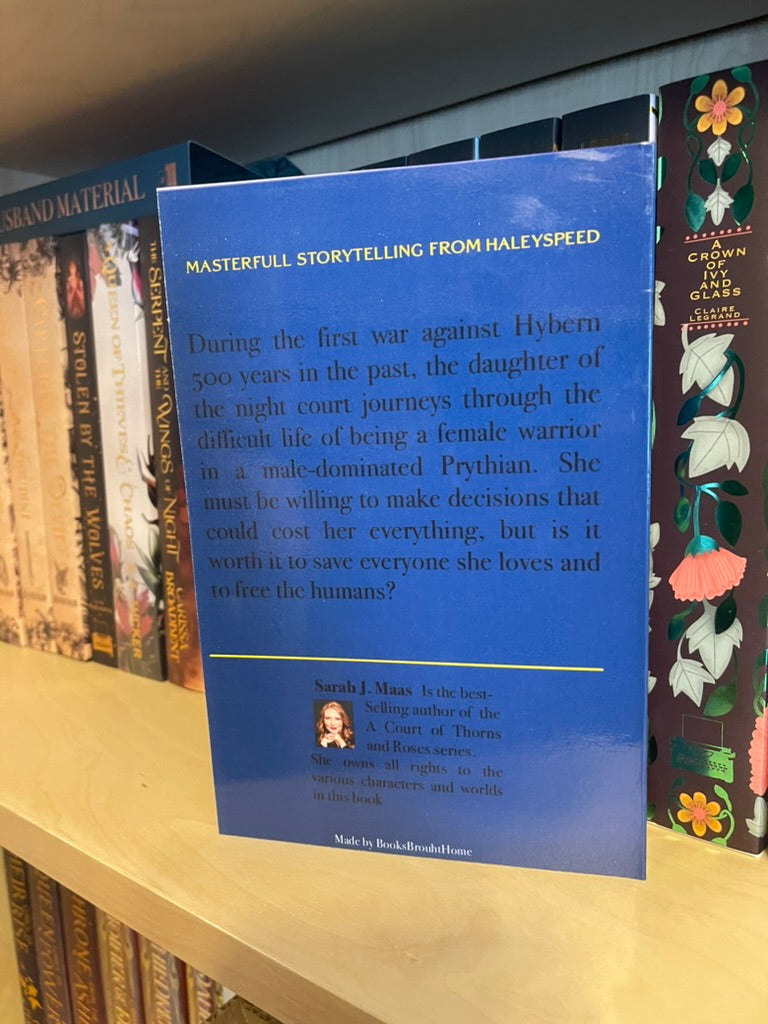 MASTERFULL STORYTELLING FROM HALEYSPEED
During the first war against Hybern
500 years in the past, the daughter of
the night court journeys through the
difficult life of being a female warrior
in a male-dominated Prythian. She
must be willing to make decisions that
could cost her everything, but is it
worth it to save everyone she loves and
to free the humans?
Sarah J. Maas Is the best-
Selling author of the
A Court of Thorns
and Roses series.
She owns all rights to the
various characters and worlds
in this book
Made by BooksBrouhtHome
USBAND MATERIAL
STOLEN BY THE WOLVES
QUEEN OF THIEVES & CHAOS
THE SERPENT AND THE WINGS OF NIGHT
CARISSA BROADBENT
A
CROWN
OF
IVY
AND
GLASS
CLAIRE
LEGRAND